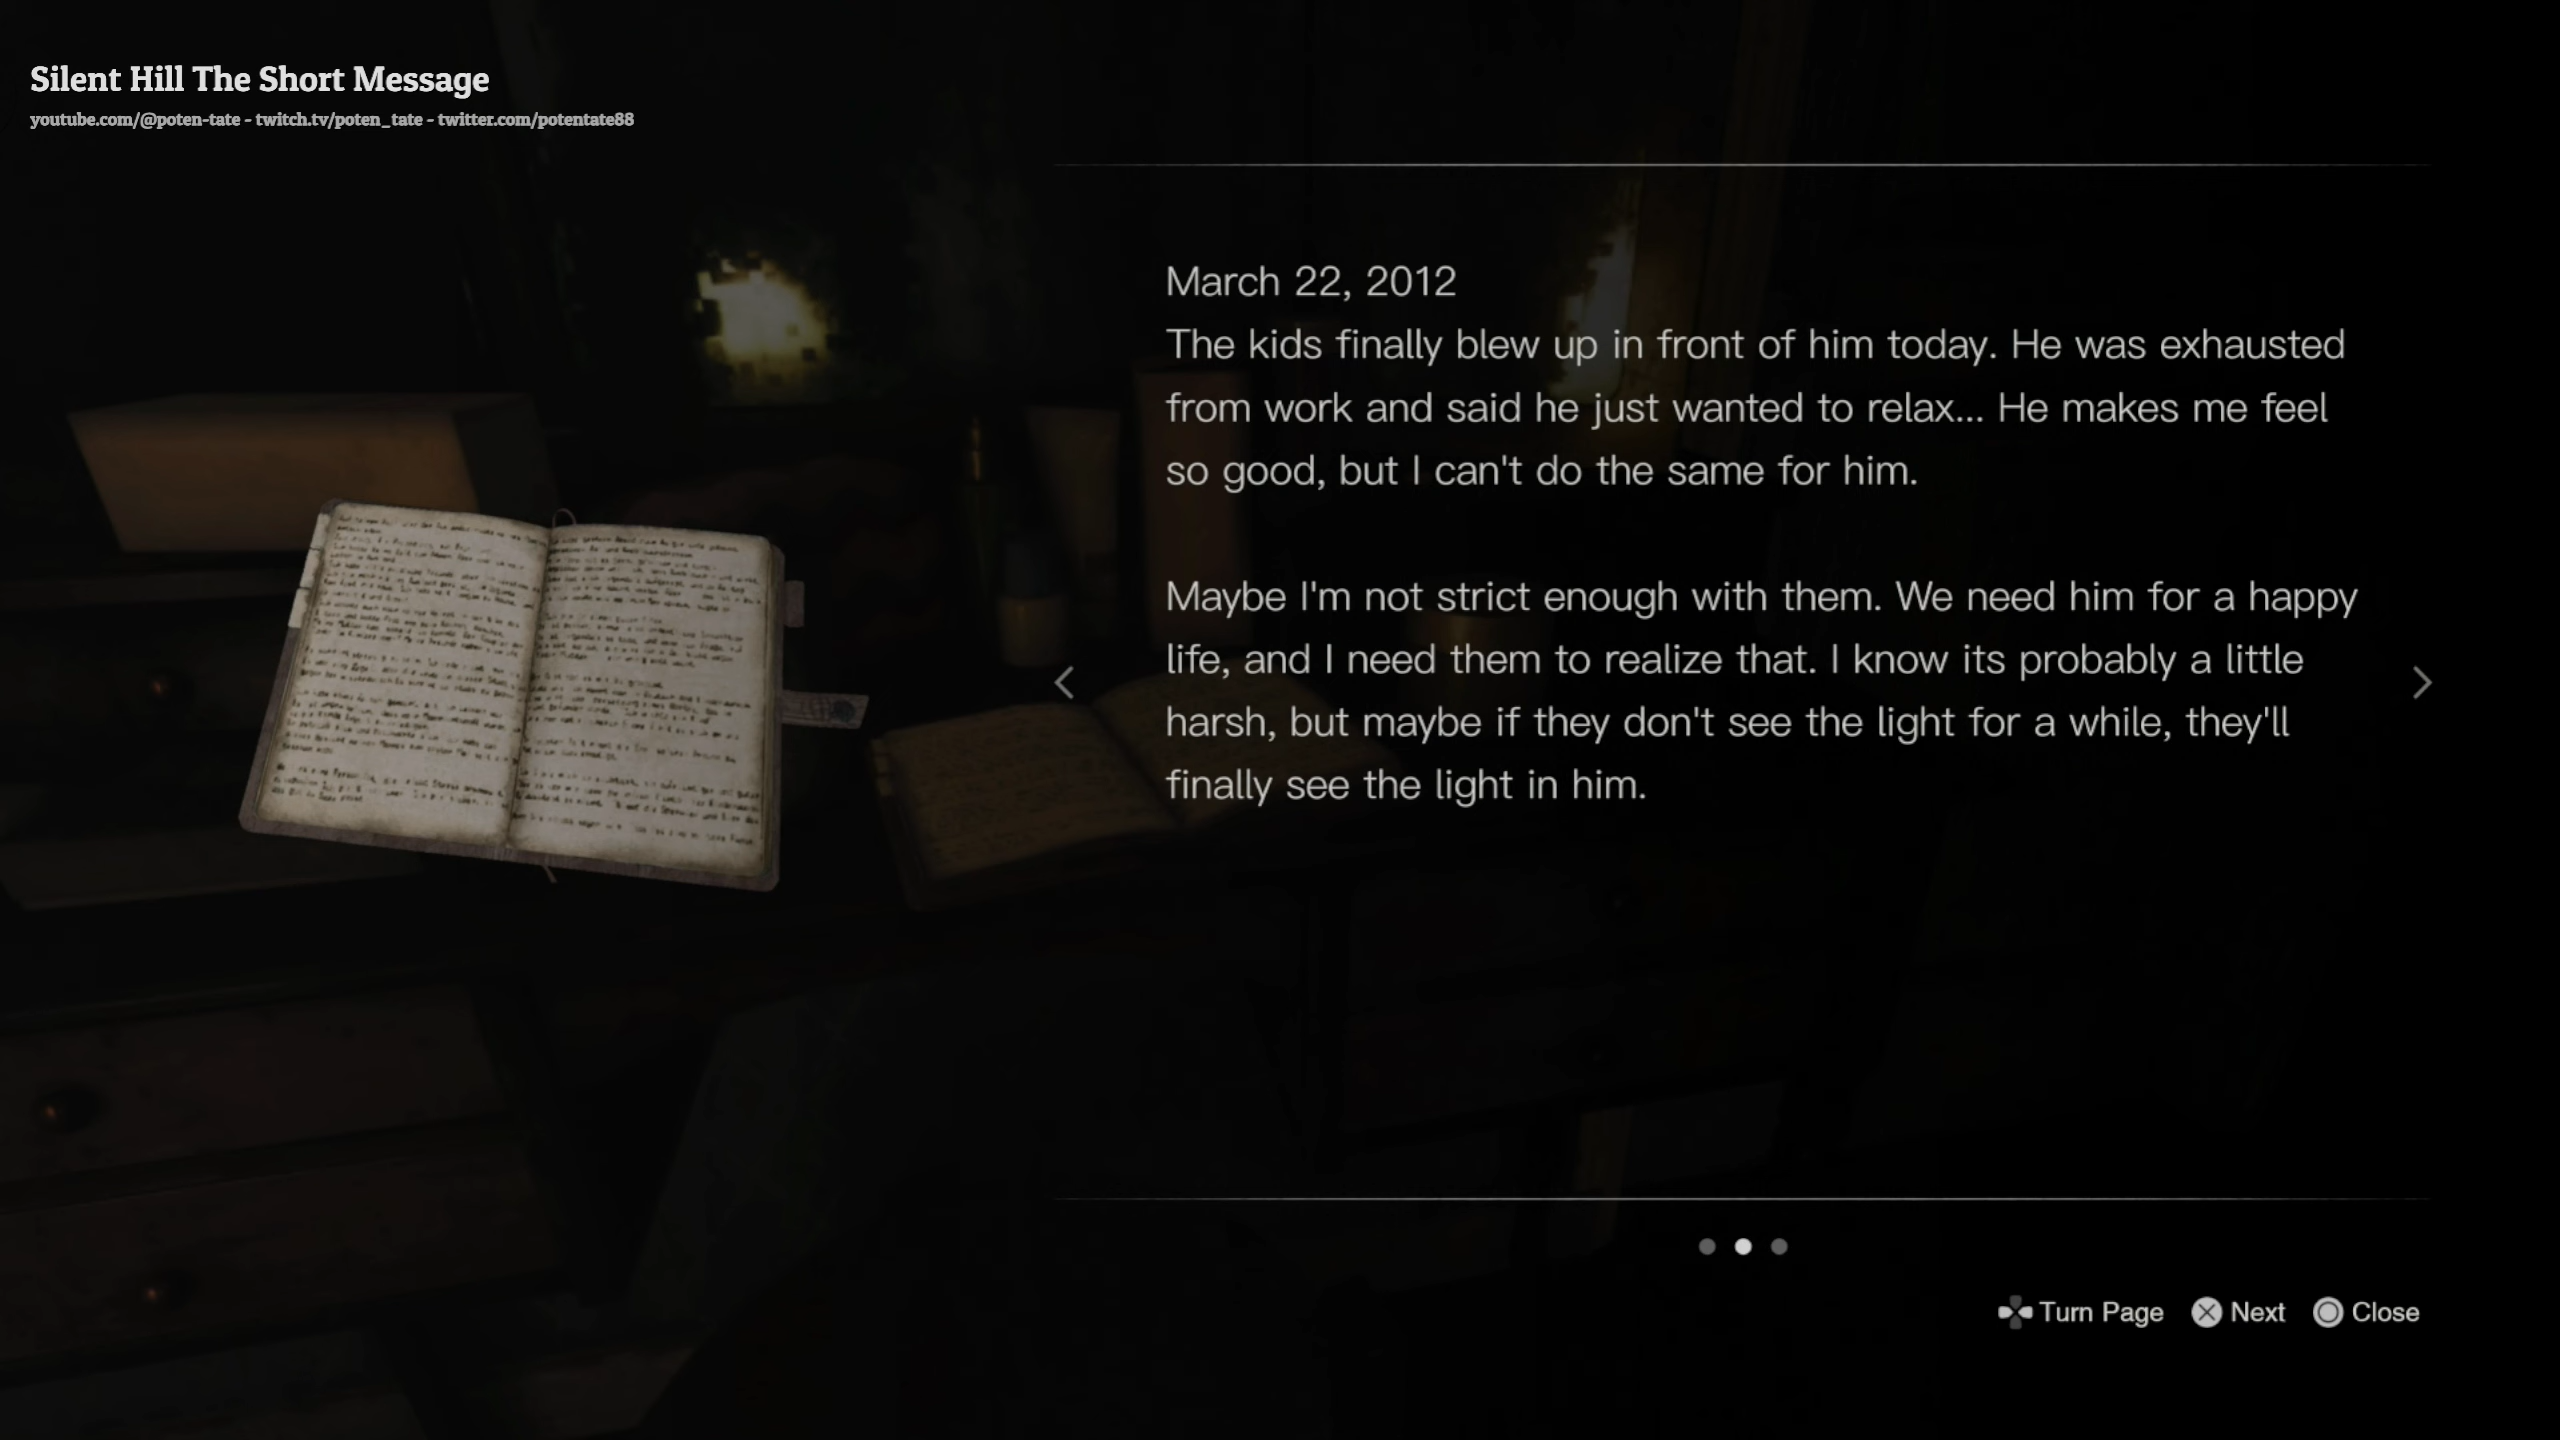 Silent Hill The Short Message
youtube.com/@poten-tate - twitch.tv/poten_tate - twitter.com/potentate88
March 22, 2012
The kids finally blew up in front of him today. He was exhausted
from work and said he just wanted to relax... He makes me feel
so good, but I can't do the same for him.
Maybe I'm not strict enough with them. We need him for a happy
life, and I need them to realize that. I know its probably a little
harsh, but maybe if they don't see the light for a while, they'll
finally see the light in him.
Turn Page Next Close